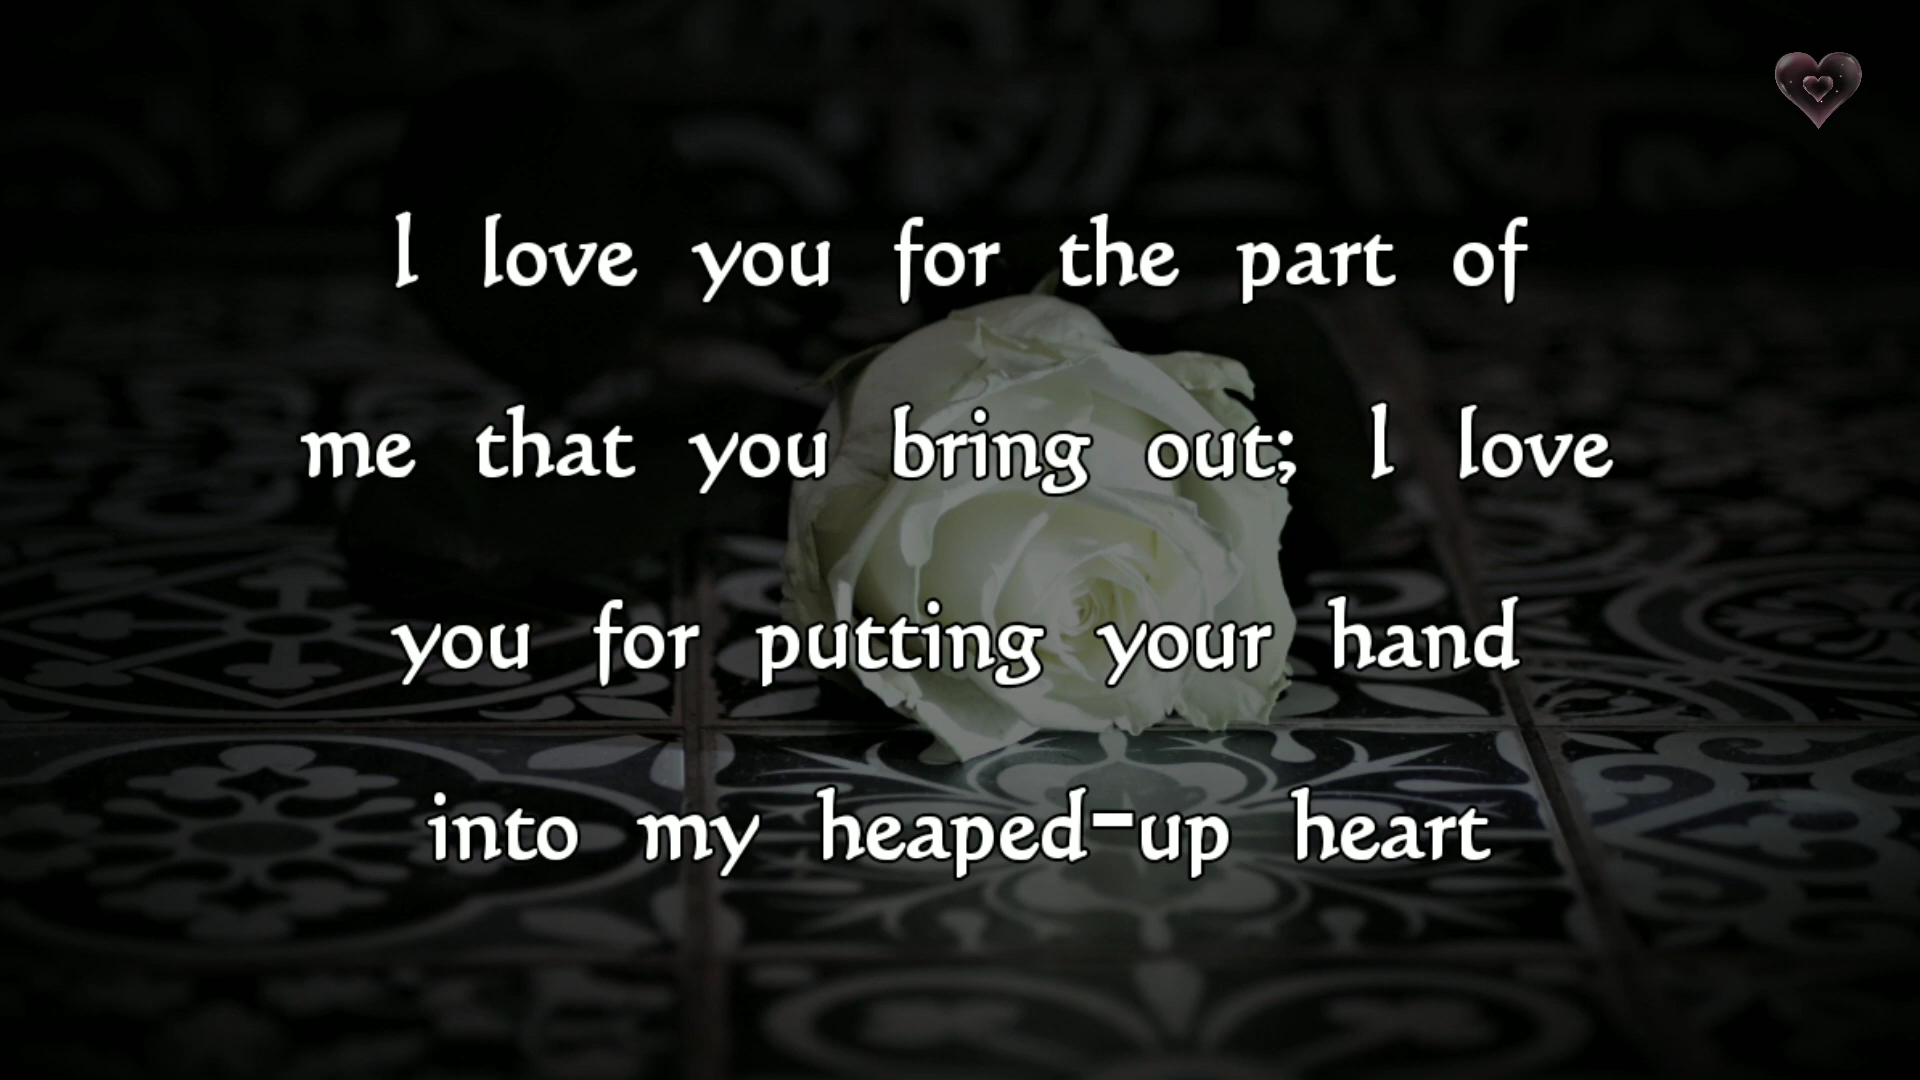 I love you for the part of
me that you bring out; I love
you for putting your hand
into my heaped-up heart